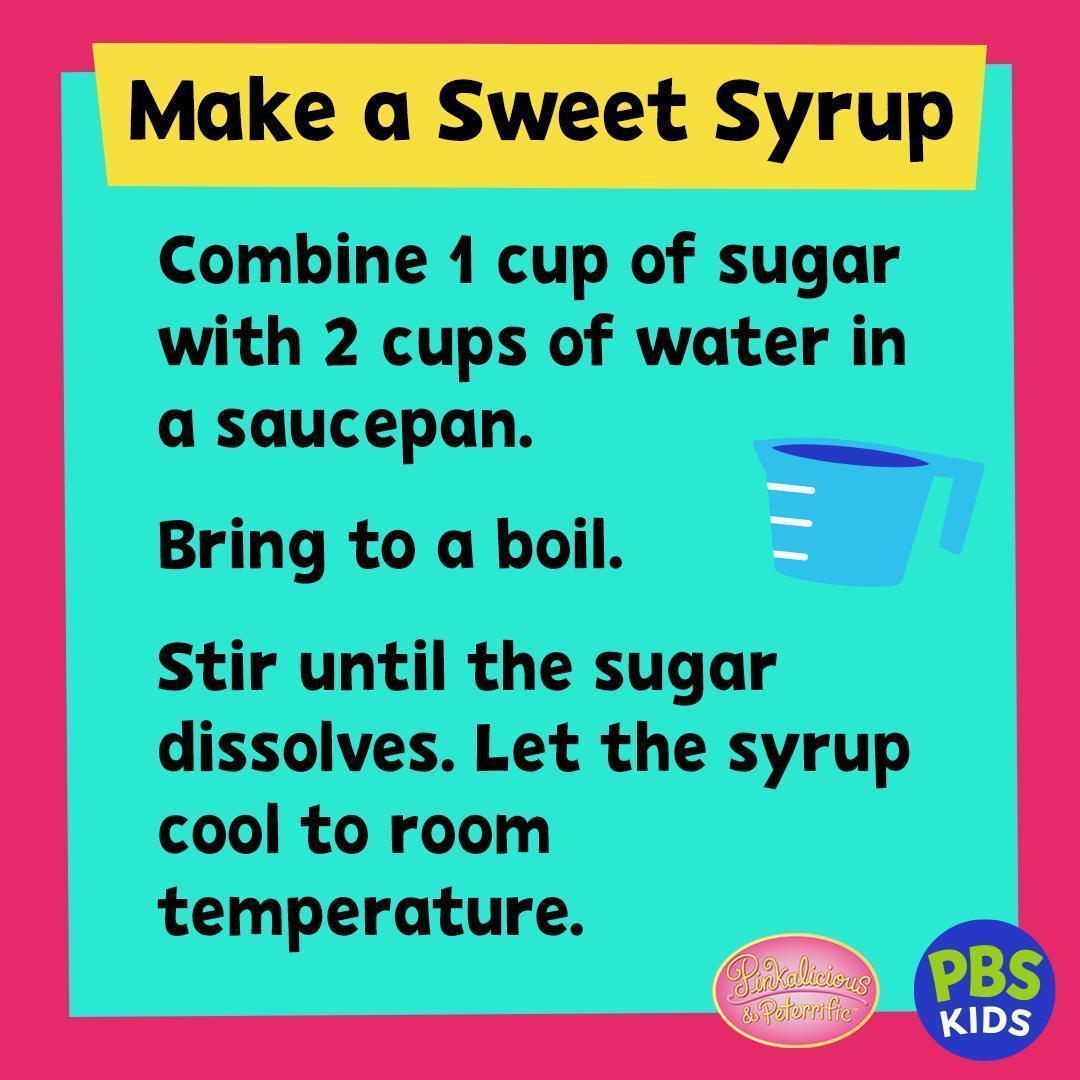 Make a Sweet Syrup
Combine 1 cup of sugar
with 2 cups of water in
a saucepan.
Bring to a boil.
Stir until the sugar
dissolves. Let the syrup
cool to room
temperature.
Pinkalicious
& Peterrific
PBS
KIDS